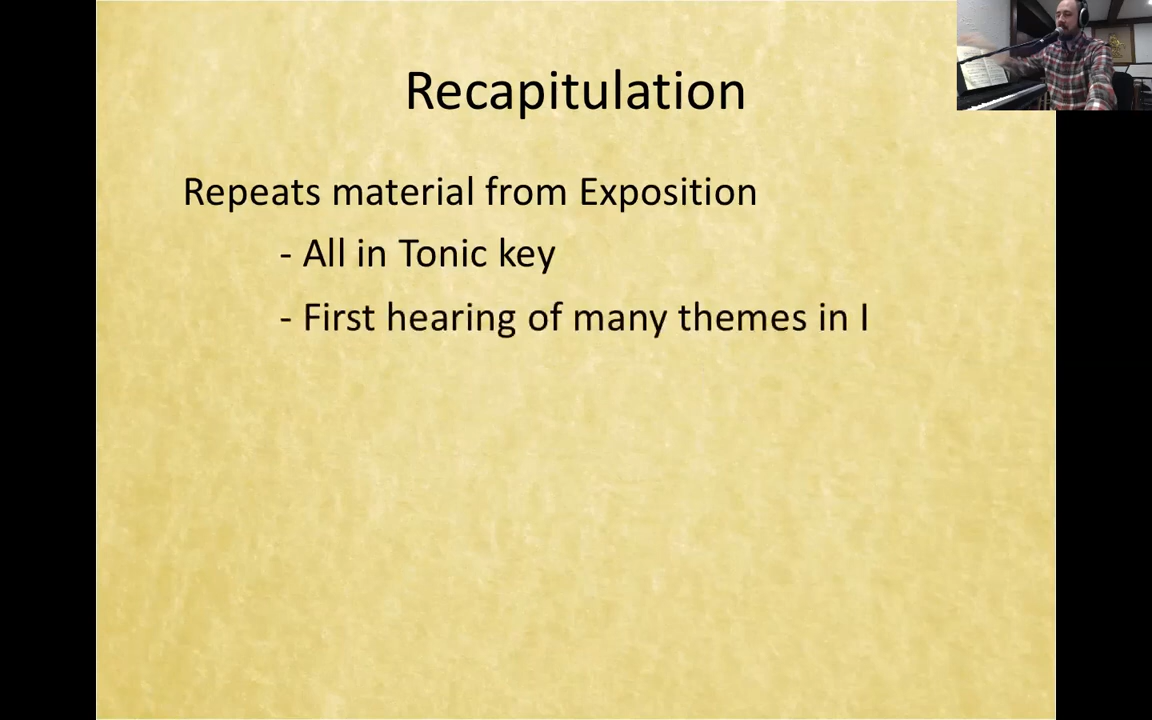 Recapitulation
Repeats material from Exposition
- All in Tonic key
- First hearing of many themes in I